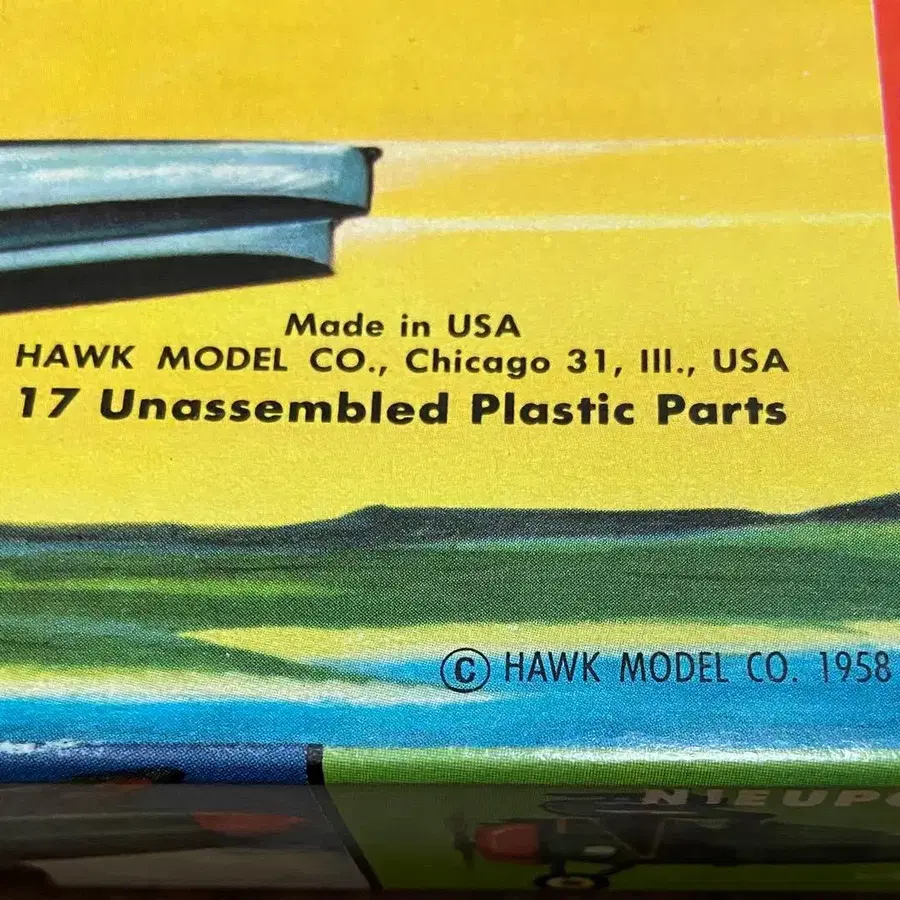 Made in USA
HAWK MODEL CO., Chicago 31, Ill., USA
17 Unassembled Plastic Parts
© HAWK MODEL CO. 1958